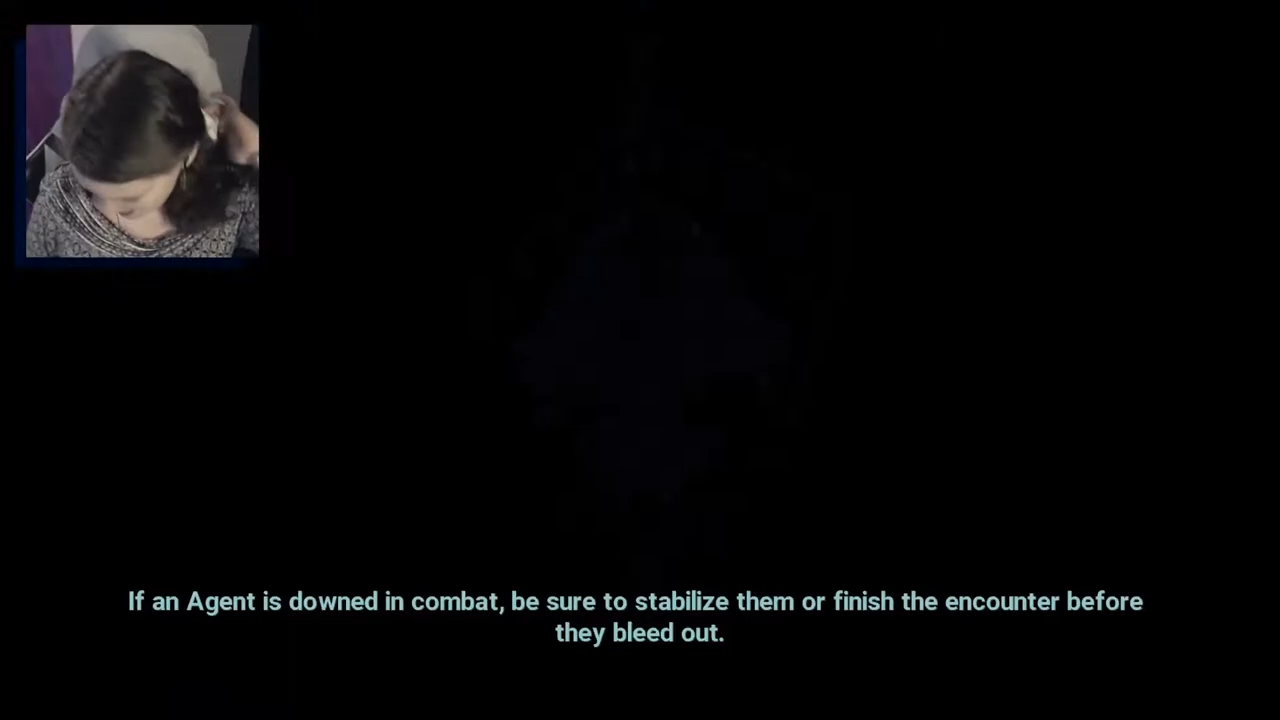 If an Agent is downed in combat, be sure to stabilize them or finish the encounter before
they bleed out.